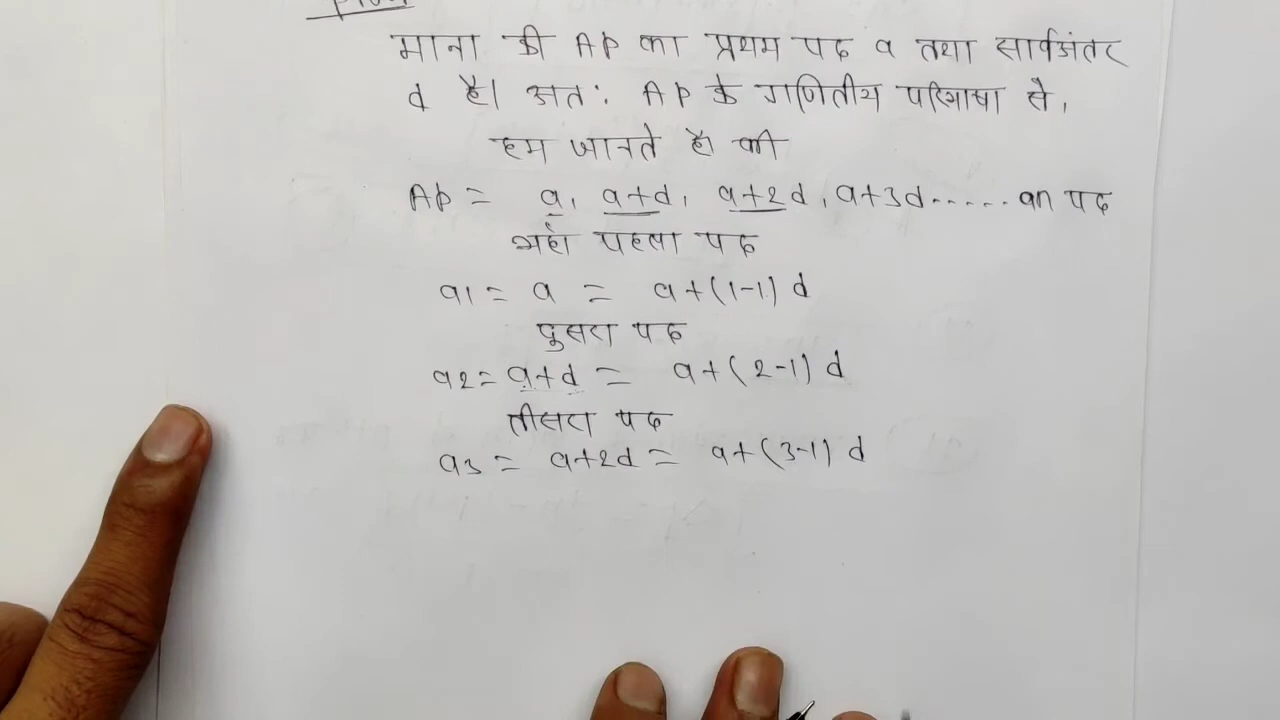 माना की AP का प्रथम पद a तथा सार्वअंतर
d है। अत: AP के गणितीय परिभाषा से,
हम जानते है। की
AP = a, a+d, a+2d, a+3d...... an पद
यहाँ पहला पद
a1 = a = a+(1-1) d
दुसरा पद
a2 = a+d = a+(2-1) d
तीसरा पद
a3 = a+2d = a+(3-1) d